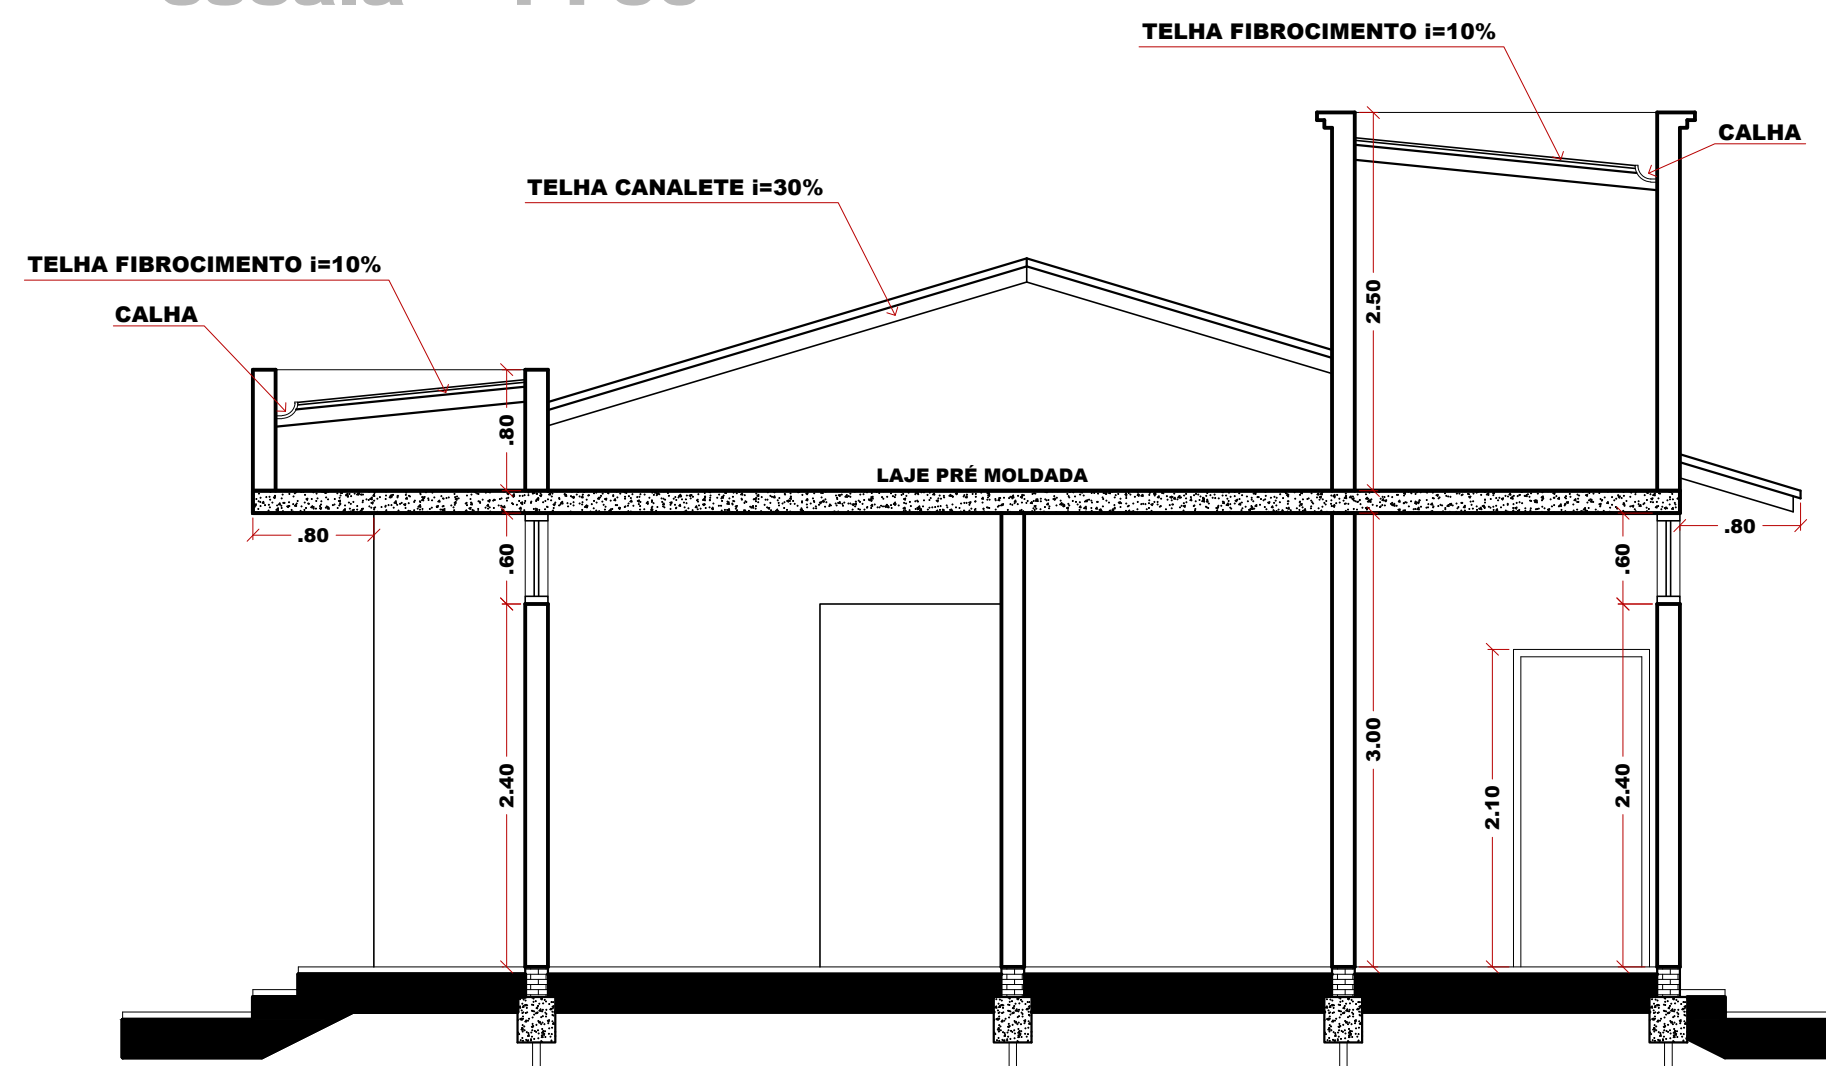 TELHA FIBROCIMENTO i=10%
CALHA
TELHA CANALETE i=30%
TELHA FIBROCIMENTO i=10%
CALHA
2.50
.80
LAJE PRÉ MOLDADA
.80
.60
.60
.80
2.40
3.00
2.10
2.40